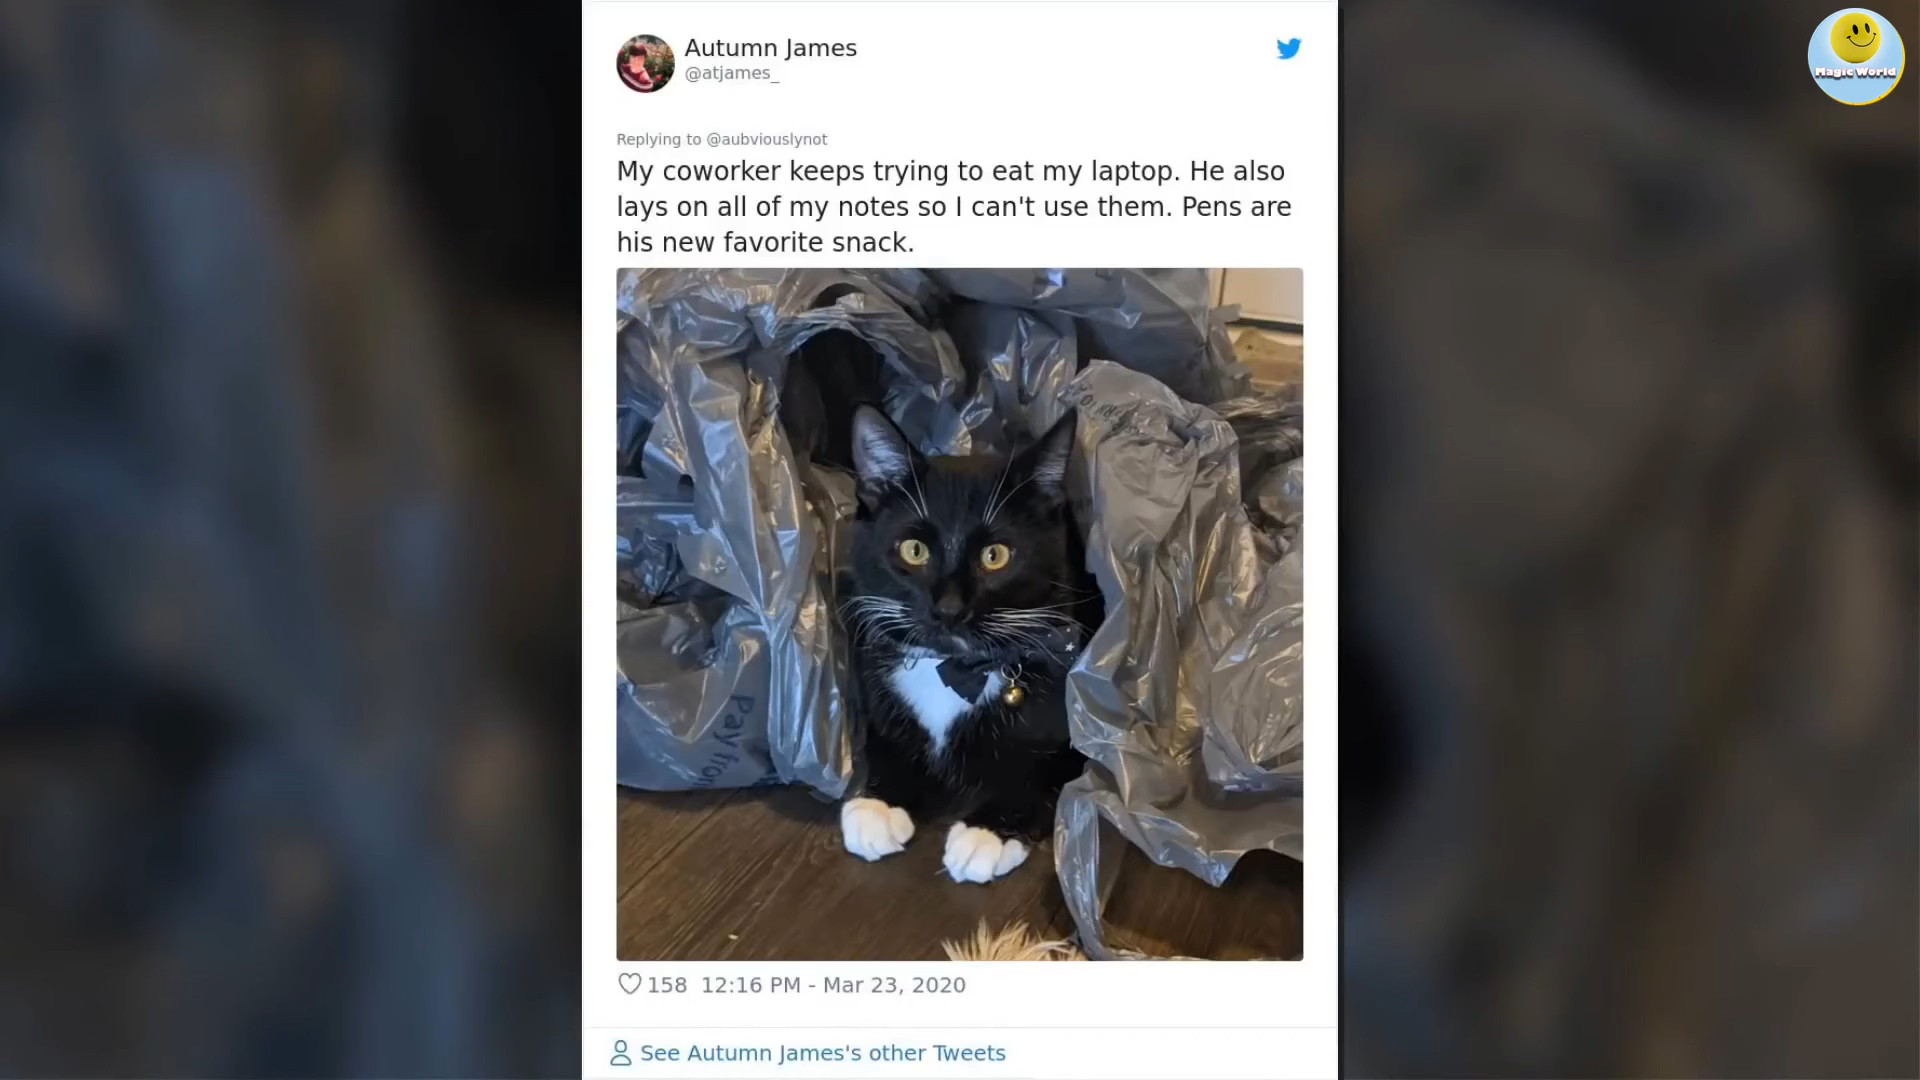 Autumn James
@atjames_
Magic World
Replying to @aubviouslynot
My coworker keeps trying to eat my laptop. He also
lays on all of my notes so I can't use them. Pens are
his new favorite snack.
Pay from
158 12:16 PM - Mar 23, 2020
See Autumn James's other Tweets